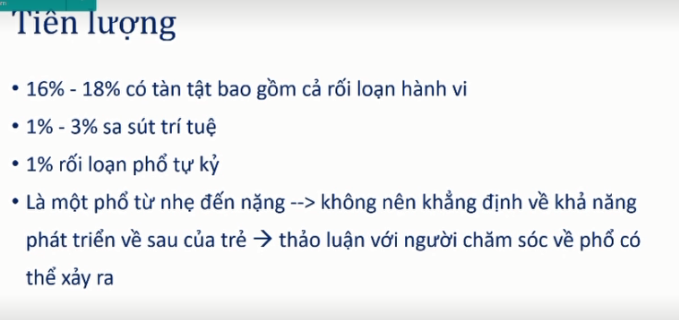 Tiên lượng
• 16% - 18% có tàn tật bao gồm cả rối loạn hành vi
• 1% - 3% sa sút trí tuệ
• 1% rối loạn phổ tự kỷ
• Là một phổ từ nhẹ đến nặng --> không nên khẳng định về khả năng
phát triển về sau của trẻ → thảo luận với người chăm sóc về phổ có
thể xảy ra